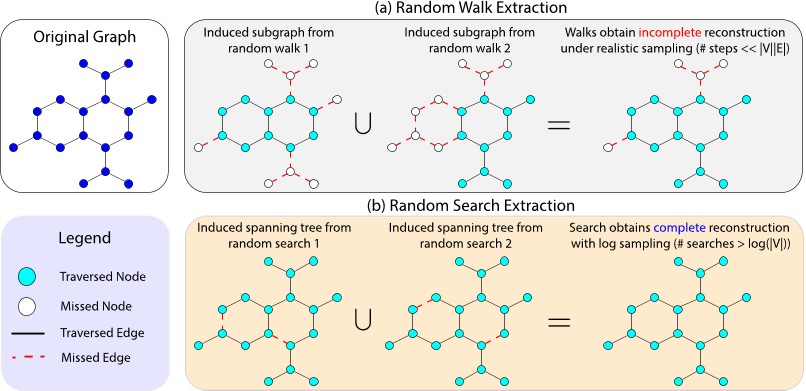 (a) Random Walk Extraction
Original Graph
Induced subgraph from
random walk 1
Induced subgraph from
random walk 2
Walks obtain incomplete reconstruction
under realistic sampling (# steps << |V||E|)
∪
=
(b) Random Search Extraction
Legend
Traversed Node
Missed Node
Traversed Edge
Missed Edge
Induced spanning tree from
random search 1
Induced spanning tree from
random search 2
Search obtains complete reconstruction
with log sampling (# searches > log(|V|))
∪
=